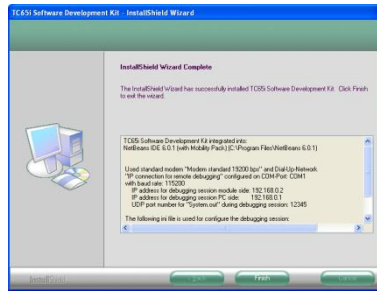 TC65i Software Development Kit - InstallShield Wizard
InstallShield Wizard Complete
The InstallShield Wizard has successfully installed TC65i Software Development Kit. Click Finish
to exit the wizard.
TC65i Software Development Kit integrated into:
NetBeans IDE 6.0.1 (with Mobility Pack) (C:\Program Files\NetBeans 6.0.1)
Used standard modem "Modem standard 19200 bps" and Dial-Up-Network
"IP connection for remote debugging" configured on COM-Port: COM1
with baud rate: 115200
IP address for debugging session module side: 192.168.0.2
IP address for debugging session PC side: 192.168.0.1
UDP port number for "System.out" during debugging session: 12345
The following ini file is used for configure the debugging session:
InstallShield
Finish